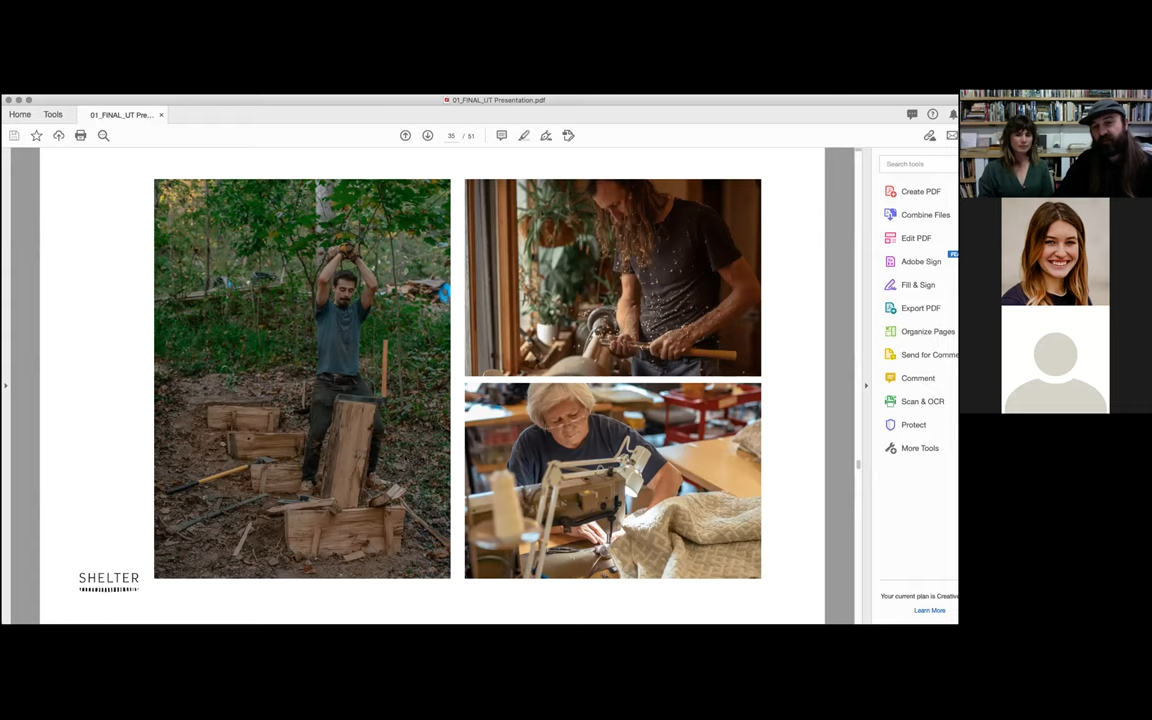 01_FINAL_UT Presentation.pdf
Home
Tools
01_FINAL_UT Pre...
×
35 / 51
Search tools
Create PDF
Combine Files
Edit PDF
Adobe Sign
Fill & Sign
Export PDF
Organize Pages
Send for Comme
Comment
Scan & OCR
Protect
More Tools
Your current plan is Creative
Learn More
SHELTER